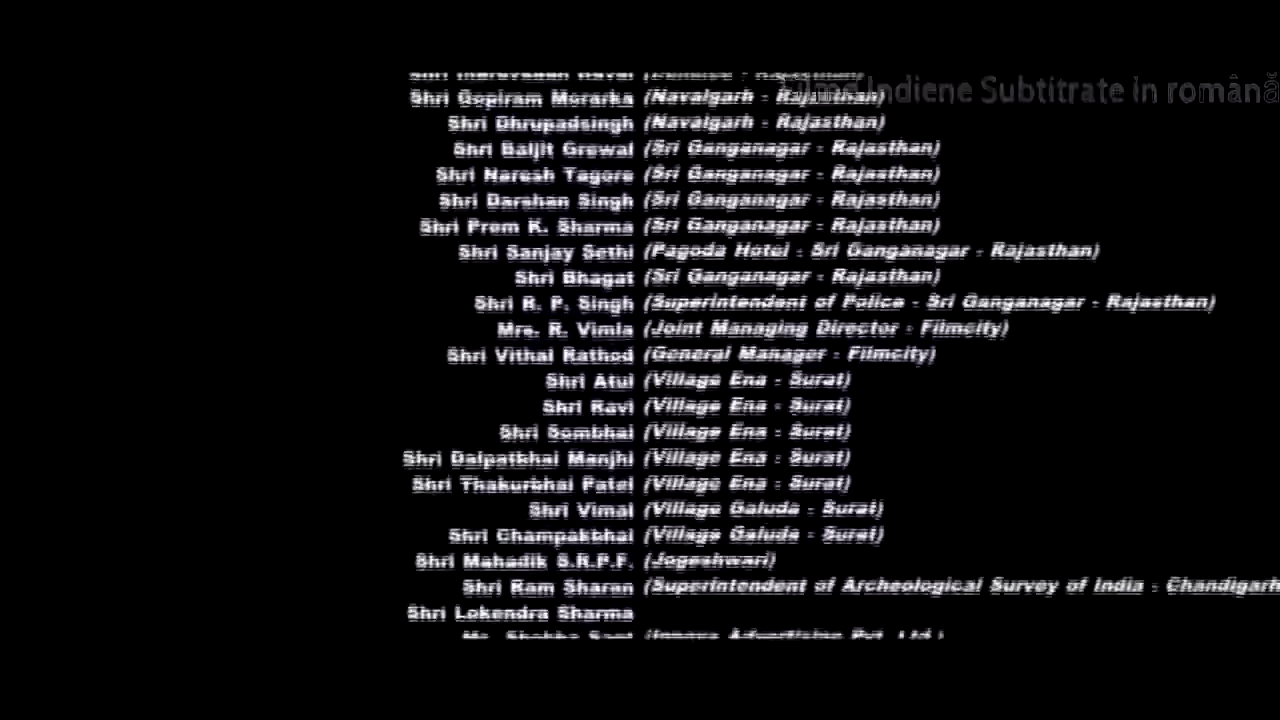 Filme Indiene Subtitrate in română
Shri Gopiram Morarka (Navalgarh - Rajasthan)
Shri Dhrupadsingh (Navalgarh - Rajasthan)
Shri Baljit Grewal (Sri Ganganagar - Rajasthan)
Shri Naresh Tagore (Sri Ganganagar - Rajasthan)
Shri Darshan Singh (Sri Ganganagar - Rajasthan)
Shri Prem K. Sharma (Sri Ganganagar - Rajasthan)
Shri Sanjay Sethi (Pagoda Hotel - Sri Ganganagar - Rajasthan)
Shri Bhagat (Sri Ganganagar - Rajasthan)
Shri R. P. Singh (Superintendent of Police - Sri Ganganagar - Rajasthan)
Mrs. R. Vimla (Joint Managing Director - Filmcity)
Shri Vithal Rathod (General Manager - Filmcity)
Shri Atul (Village Ena - Surat)
Shri Ravi (Village Ena - Surat)
Shri Sombhai (Village Ena - Surat)
Shri Dalpatbhai Manjhi (Village Ena - Surat)
Shri Thakurbhai Patel (Village Ena - Surat)
Shri Vimal (Village Galuda - Surat)
Shri Champakbhai (Village Galuda - Surat)
Shri Mahadik S.R.P.F. (Jogeshwari)
Shri Ram Sharan (Superintendent of Archeological Survey of India - Chandigarh
Shri Lokendra Sharma